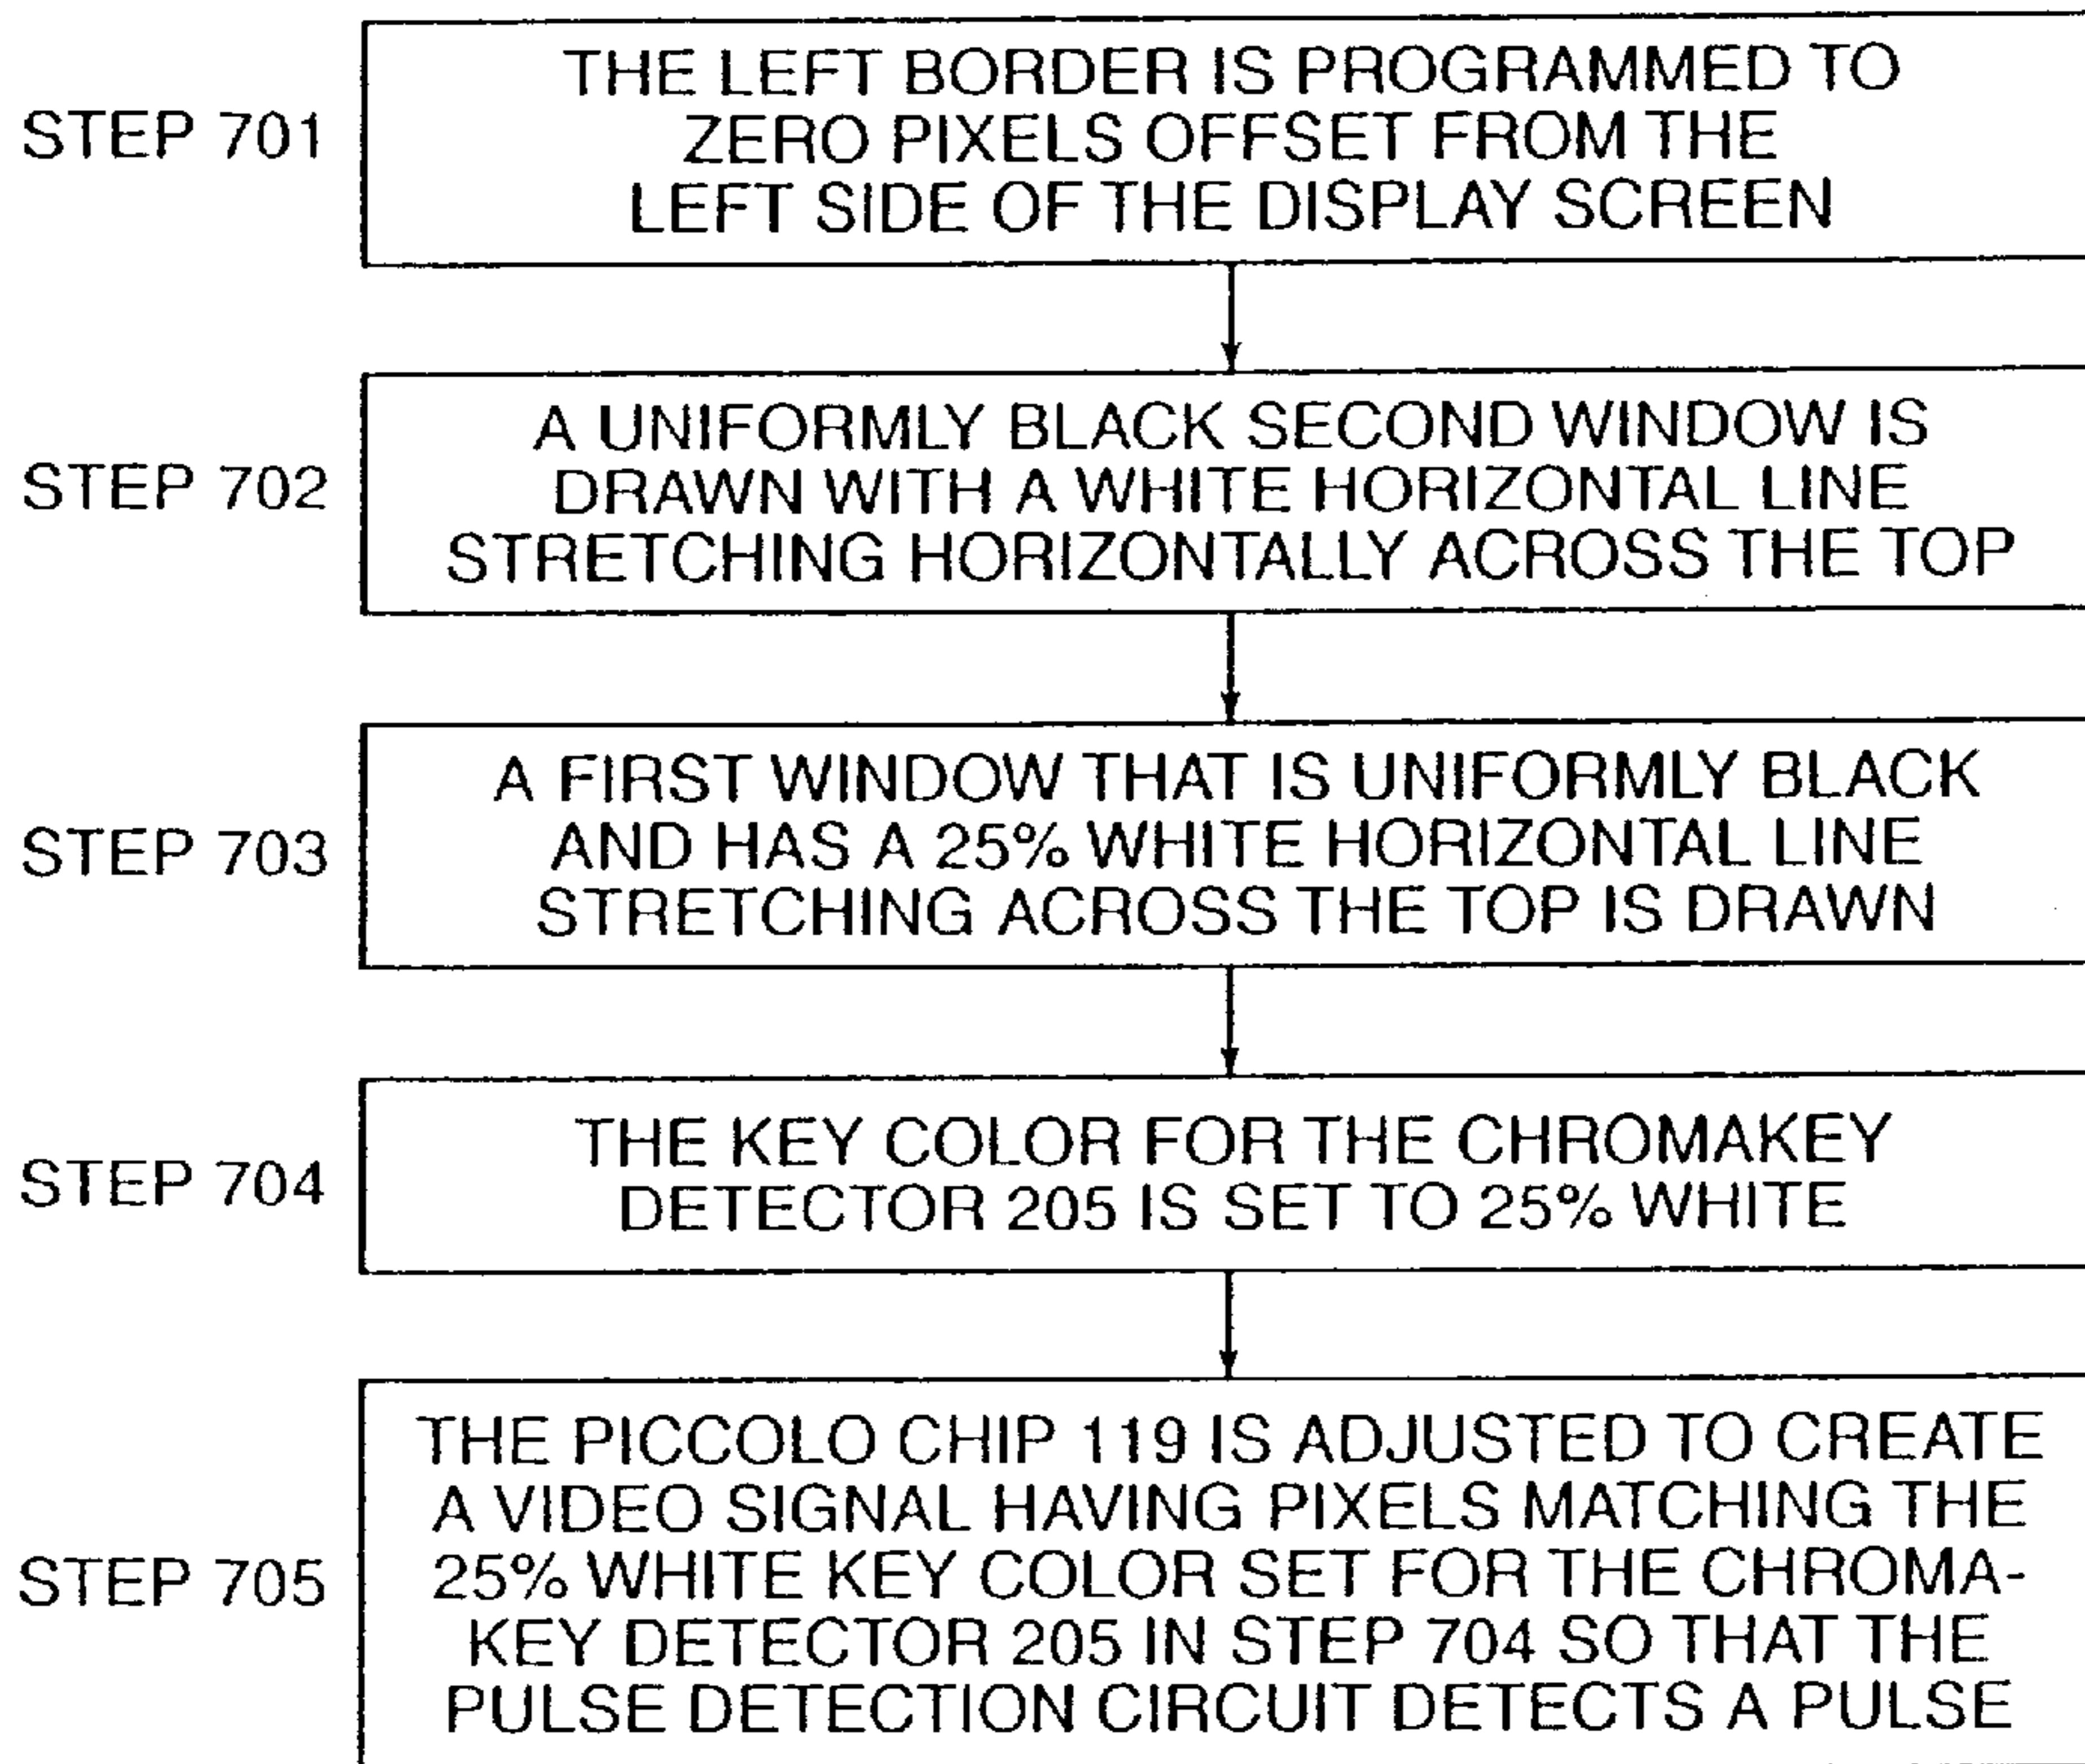 STEP 701
THE LEFT BORDER IS PROGRAMMED TO
ZERO PIXELS OFFSET FROM THE
LEFT SIDE OF THE DISPLAY SCREEN
STEP 702
A UNIFORMLY BLACK SECOND WINDOW IS
DRAWN WITH A WHITE HORIZONTAL LINE
STRETCHING HORIZONTALLY ACROSS THE TOP
STEP 703
A FIRST WINDOW THAT IS UNIFORMLY BLACK
AND HAS A 25% WHITE HORIZONTAL LINE
STRETCHING ACROSS THE TOP IS DRAWN
STEP 704
THE KEY COLOR FOR THE CHROMAKEY
DETECTOR 205 IS SET TO 25% WHITE
STEP 705
THE PICCOLO CHIP 119 IS ADJUSTED TO CREATE
A VIDEO SIGNAL HAVING PIXELS MATCHING THE
25% WHITE KEY COLOR SET FOR THE CHROMA-
KEY DETECTOR 205 IN STEP 704 SO THAT THE
PULSE DETECTION CIRCUIT DETECTS A PULSE